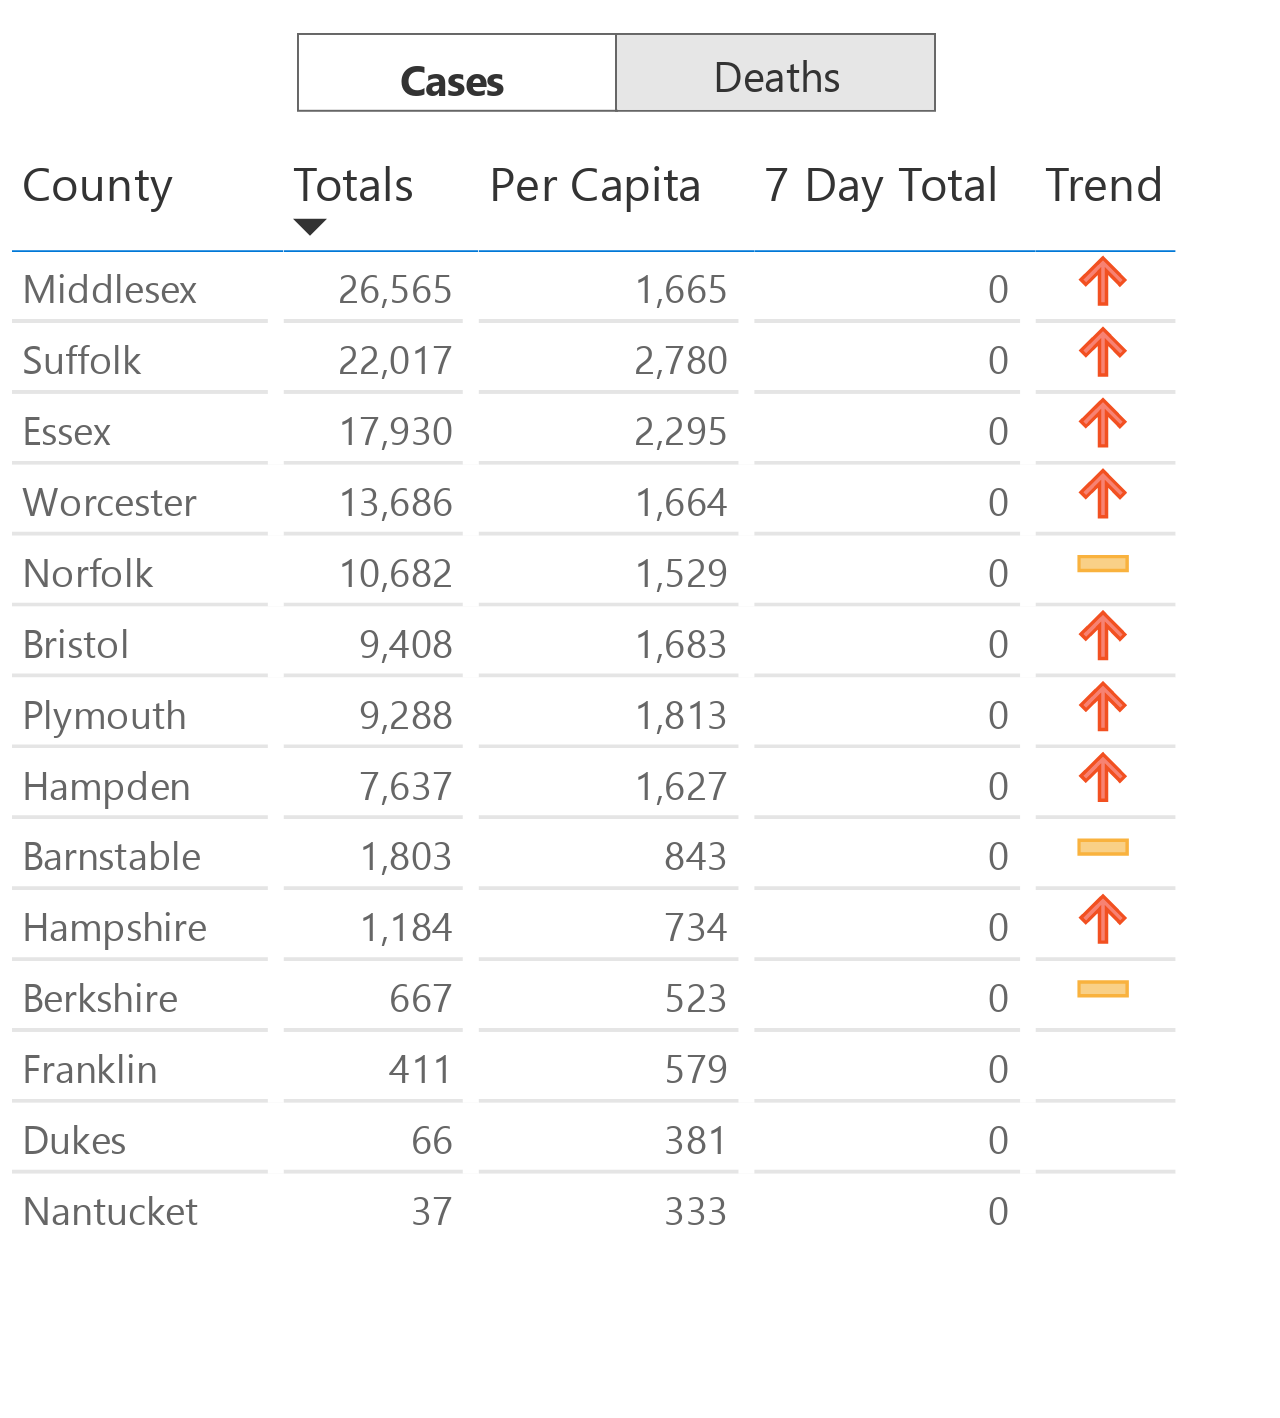 Cases Deaths
County Totals Per Capita 7 Day Total Trend
Middlesex 26,565 1,665 0
Suffolk 22,017 2,780 0
Essex 17,930 2,295 0
Worcester 13,686 1,664 0
Norfolk 10,682 1,529 0
Bristol 9,408 1,683 0
Plymouth 9,288 1,813 0
Hampden 7,637 1,627 0
Barnstable 1,803 843 0
Hampshire 1,184 734 0
Berkshire 667 523 0
Franklin 411 579 0
Dukes 66 381 0
Nantucket 37 333 0